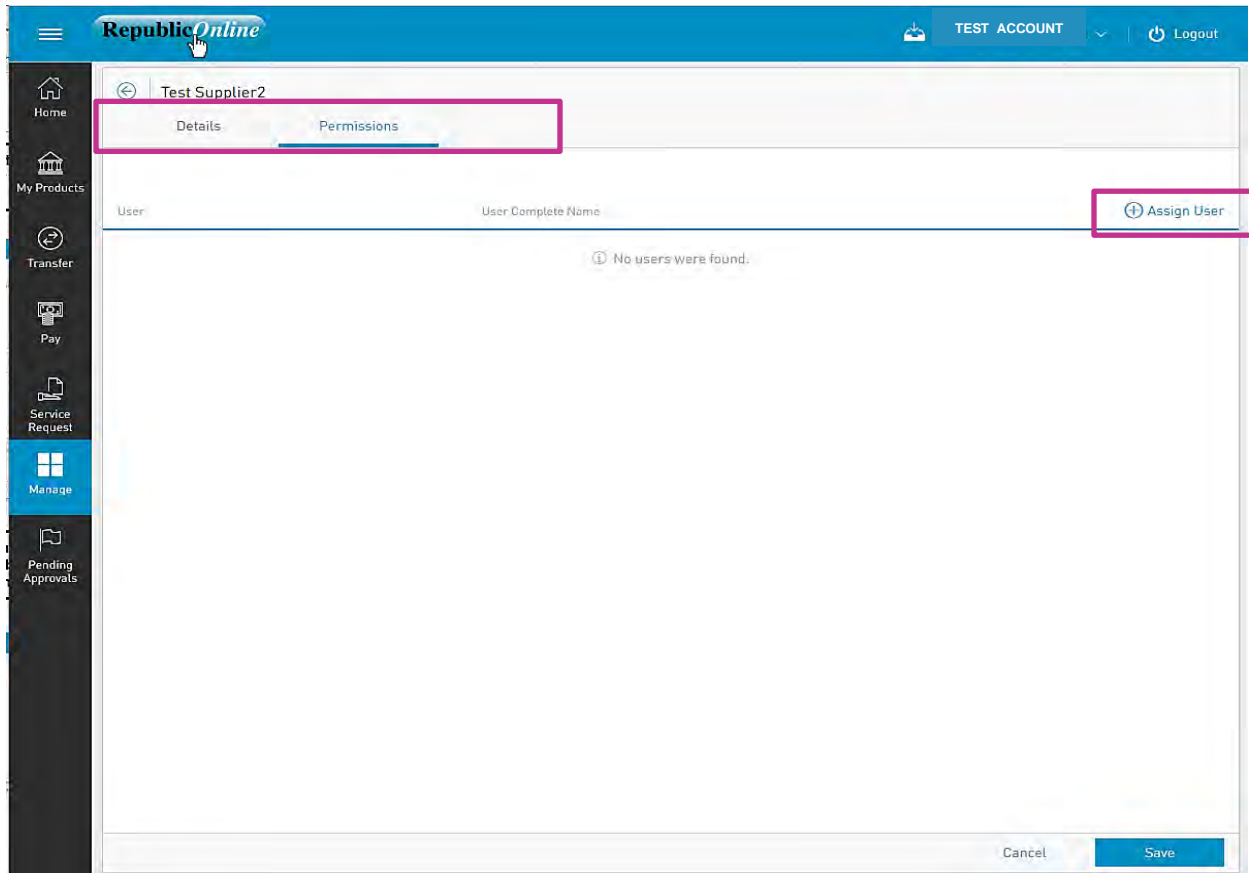 RepublicOnline
TEST ACCOUNT
Logout
Home
My Products
Transfer
Pay
Service
Request
Manage
Pending
Approvals
Test Supplier2
Details Permissions
User User Complete Name Assign User
No users were found.
Cancel Save